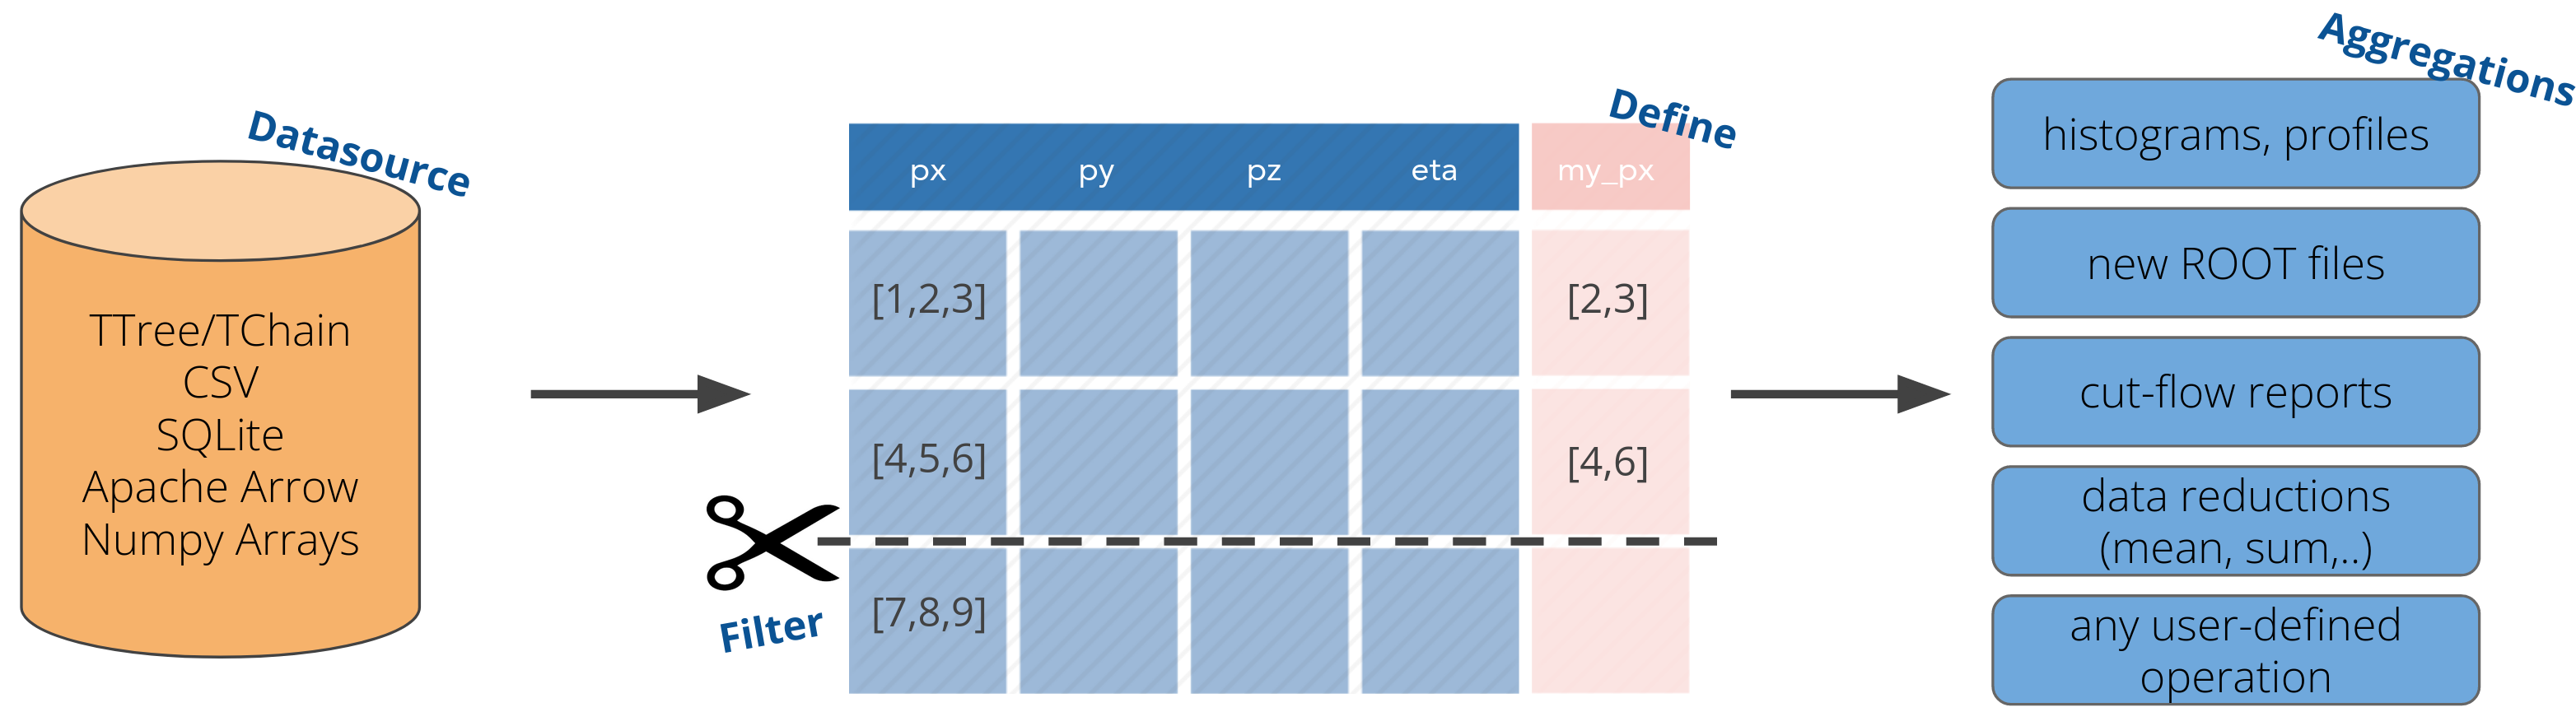 Datasource
TTree/TChain
CSV
SQLite
Apache Arrow
Numpy Arrays
Filter
Define
px py pz eta my_px
[1,2,3] [2,3]
[4,5,6] [4,6]
[7,8,9]
Aggregations
histograms, profiles
new ROOT files
cut-flow reports
data reductions
(mean, sum,..)
any user-defined
operation